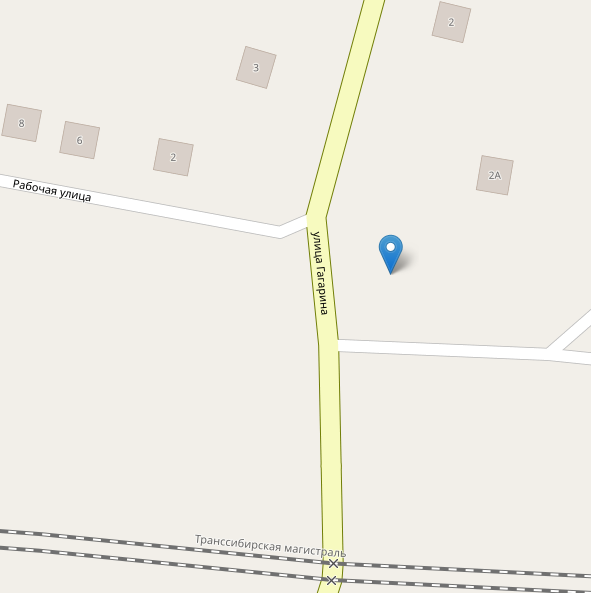 2
3
8
6
2
2А
Рабочая улица
улица Гагарина
Транссибирская магистраль